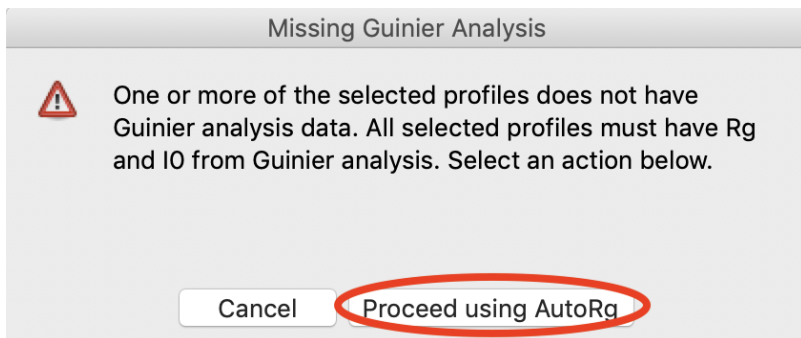 Missing Guinier Analysis
One or more of the selected profiles does not have
Guinier analysis data. All selected profiles must have Rg
and I0 from Guinier analysis. Select an action below.
Cancel
Proceed using AutoRg